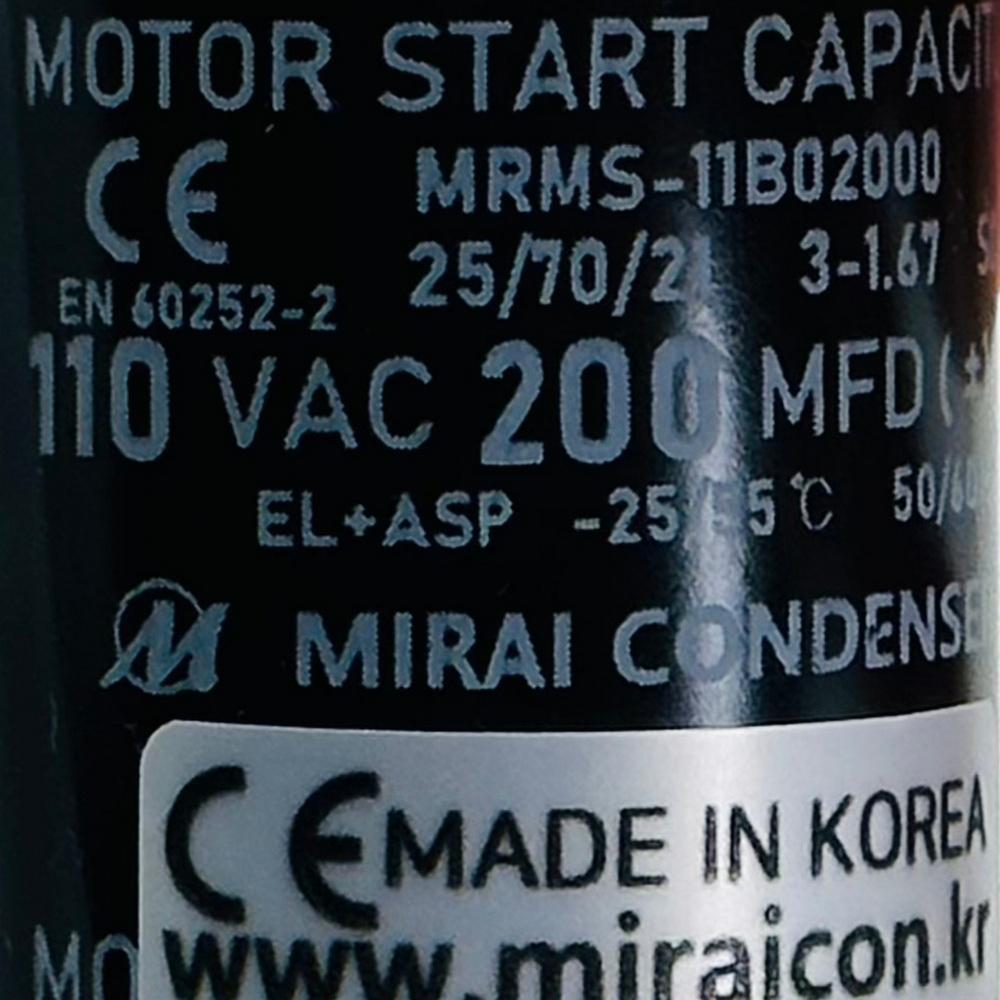 MOTOR START CAPACI
CE MRMS-11B02000
EN 60252-2 25/70/2 3-1.67 S
110 VAC 200 MFD (±
EL+ASP -25 5℃ 50/60
M MIRAI CONDENSE
CE MADE IN KOREA
www.miraicon.kr
MO